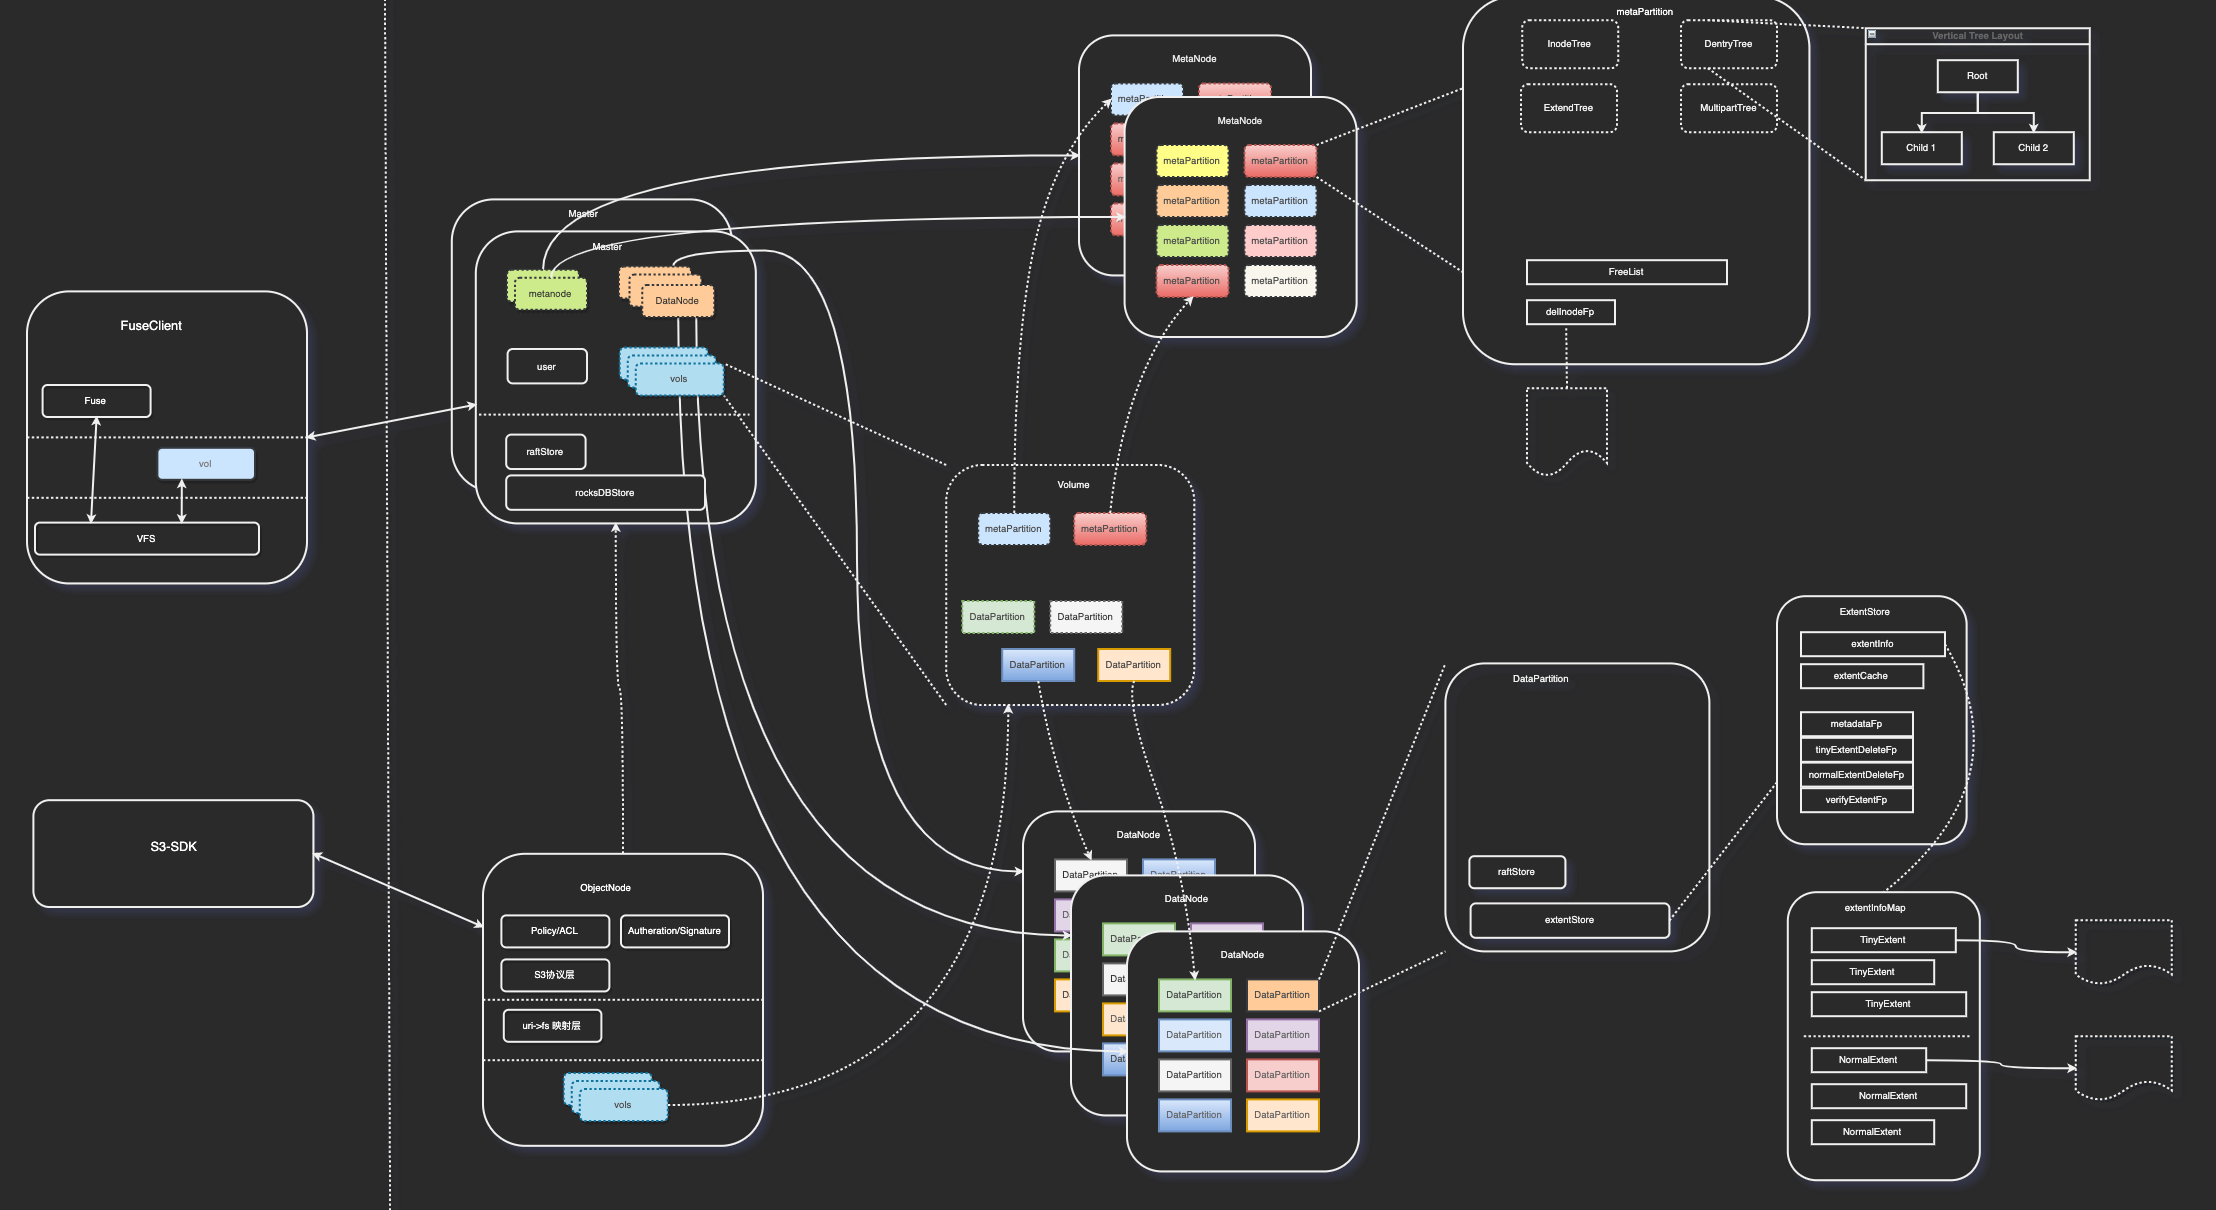 FuseClient
Fuse
vol
VFS
S3-SDK
Master
Master
metanode
DataNode
user
vols
raftStore
rocksDBStore
ObjectNode
Policy/ACL
Autheration/Signature
S3协议层
uri->fs 映射层
vols
MetaNode
MetaNode
metaPartition
metaPartition
metaPartition
metaPartition
metaPartition
metaPartition
metaPartition
metaPartition
Volume
metaPartition
metaPartition
DataPartition
DataPartition
DataPartition
DataPartition
DataNode
DataPartition
DataNode
DataNode
DataPartition
DataPartition
DataPartition
DataPartition
DataPartition
DataPartition
DataPartition
DataPartition
metaPartition
InodeTree
DentryTree
ExtendTree
MultipartTree
FreeList
delInodeFp
Vertical Tree Layout
Root
Child 1
Child 2
DataPartition
raftStore
extentStore
ExtentStore
extentInfo
extentCache
metadataFp
tinyExtentDeleteFp
normalExtentDeleteFp
verifyExtentFp
extentInfoMap
TinyExtent
TinyExtent
TinyExtent
NormalExtent
NormalExtent
NormalExtent